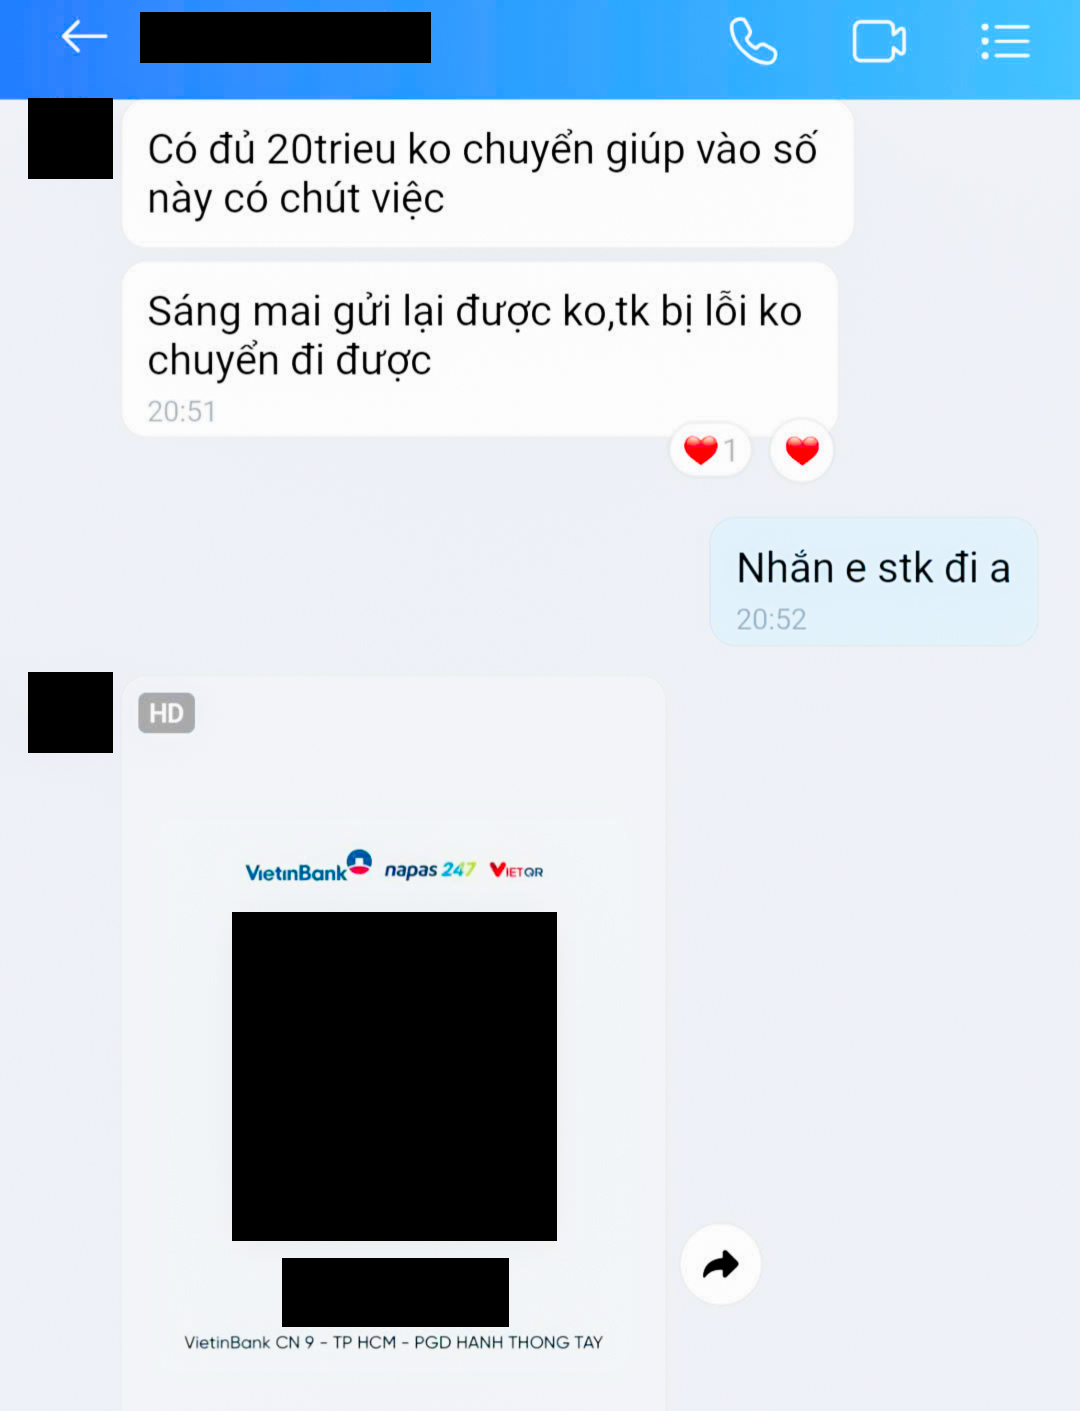 Có đủ 20trieu ko chuyển giúp vào số
này có chút việc
Sáng mai gửi lại được ko,tk bị lỗi ko
chuyển đi được
20:51
1
Nhắn e stk đi a
20:52
HD
VietinBank napas 247 VIETQR
VietinBank CN 9 - TP HCM - PGD HANH THONG TAY